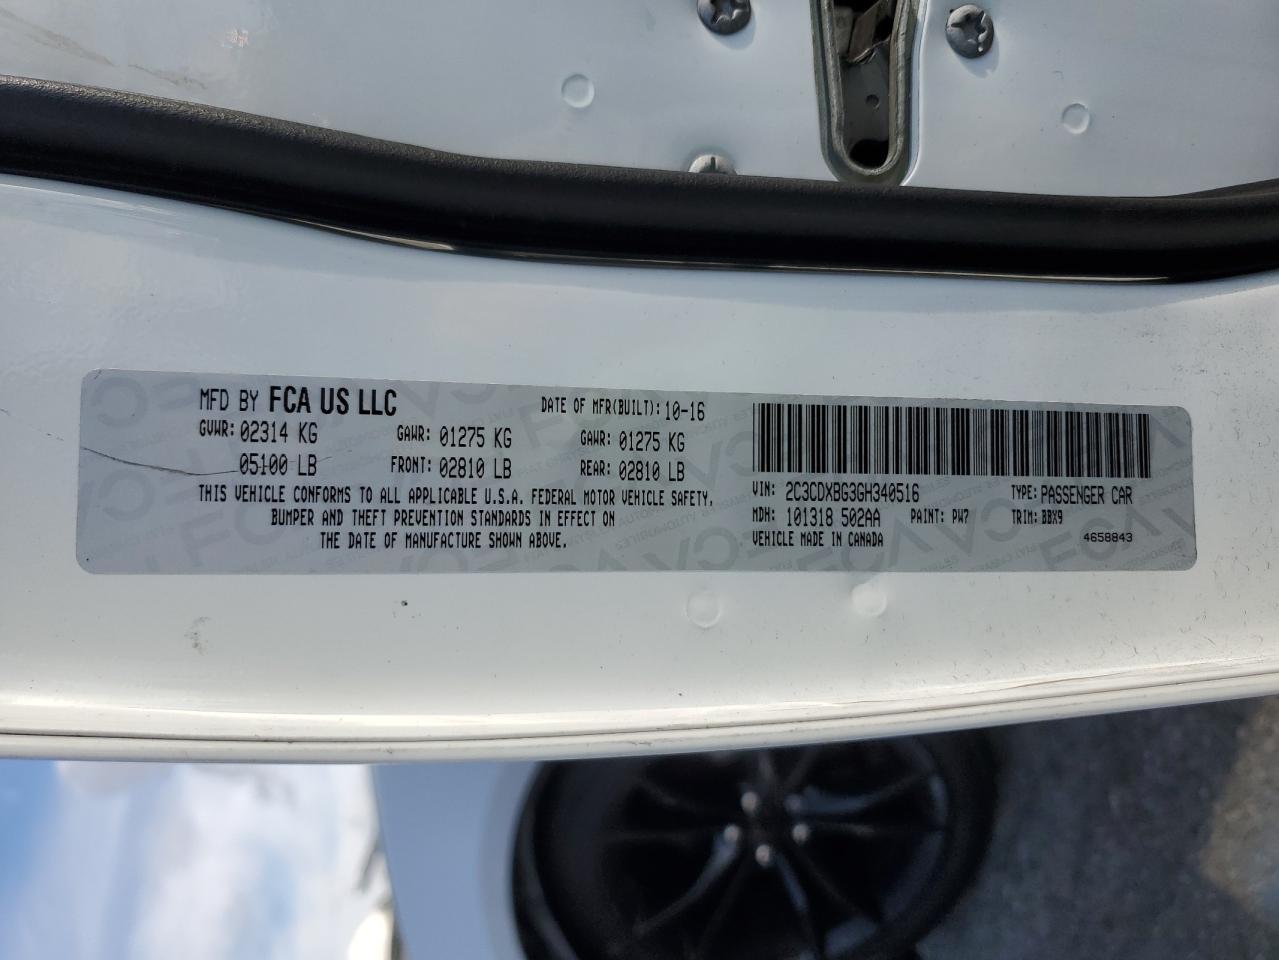 MFD BY FCA US LLC DATE OF MFR(BUILT): 10-16
GVWR: 02314 KG GAWR: 01275 KG GAWR: 01275 KG
05100 LB FRONT: 02810 LB REAR: 02810 LB
THIS VEHICLE CONFORMS TO ALL APPLICABLE U.S.A. FEDERAL MOTOR VEHICLE SAFETY,
BUMPER AND THEFT PREVENTION STANDARDS IN EFFECT ON
THE DATE OF MANUFACTURE SHOWN ABOVE.
VIN: 2C3CDXBG3GH340516 TYPE: PASSENGER CAR
MDH: 101318 502AA PAINT: PW7 TRIM: BBX9
VEHICLE MADE IN CANADA 4658843